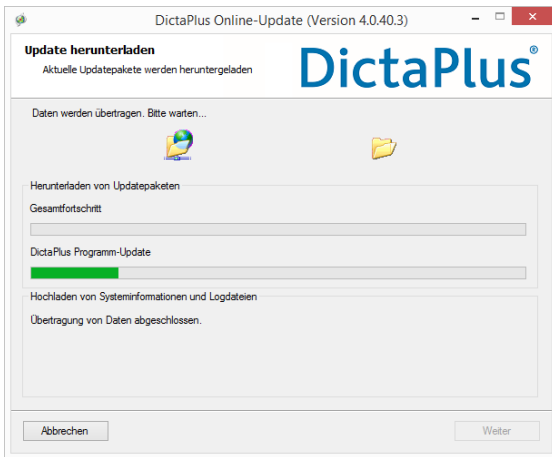 DictaPlus Online-Update (Version 4.0.40.3)
Update herunterladen
Aktuelle Updatepakete werden heruntergeladen
DictaPlus®
Daten werden übertragen. Bitte warten...
Herunterladen von Updatepaketen
Gesamtfortschritt
DictaPlus Programm-Update
Hochladen von Systeminformationen und Logdateien
Übertragung von Daten abgeschlossen.
Abbrechen
Weiter